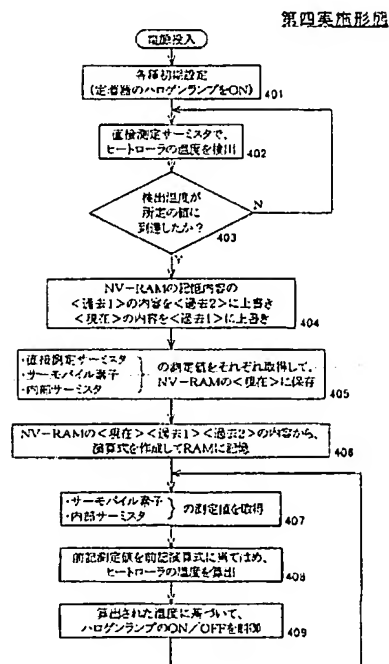 第四実施形態
電源投入
各種初期設定
(定着器のハロゲンランプをON)
401
直接測定サーミスタで、
ヒートローラの温度を検出
402
検出温度が
所定の値に
到達したか?
403
N
Y
NV-RAMの記憶内容の
<過去1>の内容を<過去2>に上書き
<現在>の内容を<過去1>に上書き
404
・直接測定サーミスタ
・サーモパイル素子
・内部サーミスタ
の測定値をそれぞれ取得して、
NV-RAMの<現在>に保存
405
NV-RAMの<現在><過去1><過去2>の内容から、
演算式を作成してRAMに記憶
406
・サーモパイル素子
・内部サーミスタ
の測定値を取得
407
前記測定値を前記演算式に当てはめ、
ヒートローラの温度を算出
408
算出された温度に基づいて、
ハロゲンランプのON/OFFを制御
409